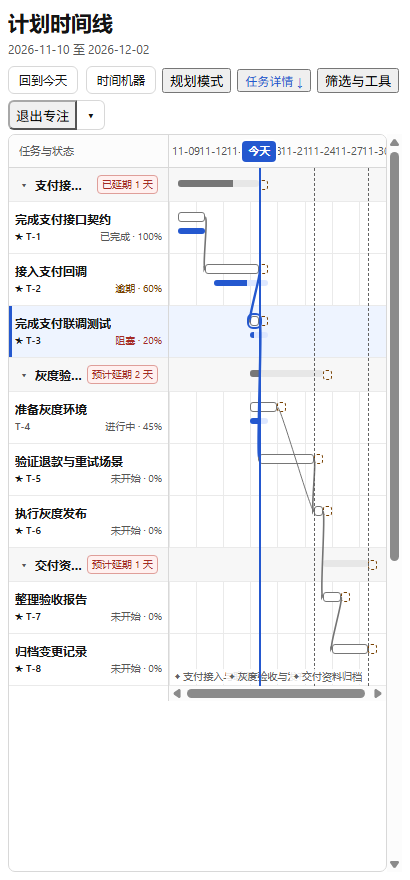 计划时间线
2026-11-10 至 2026-12-02
回到今天 时间机器 规划模式 任务详情 ↓ 筛选与工具
退出专注 ▼
任务与状态 11-09 11-12 11- 今天 11-21 11-24 11-27 11-30
支付接... 已延期 1 天
完成支付接口契约
★ T-1 已完成 · 100%
接入支付回调
★ T-2 逾期 · 60%
完成支付联调测试
★ T-3 阻塞 · 20%
灰度验... 预计延期 2 天
准备灰度环境
T-4 进行中 · 45%
验证退款与重试场景
★ T-5 未开始 · 0%
执行灰度发布
★ T-6 未开始 · 0%
交付资... 预计延期 1 天
整理验收报告
★ T-7 未开始 · 0%
归档变更记录
★ T-8 未开始 · 0%
✦ 支付接入 ✦ 灰度验收与 ✦ 交付资料归档